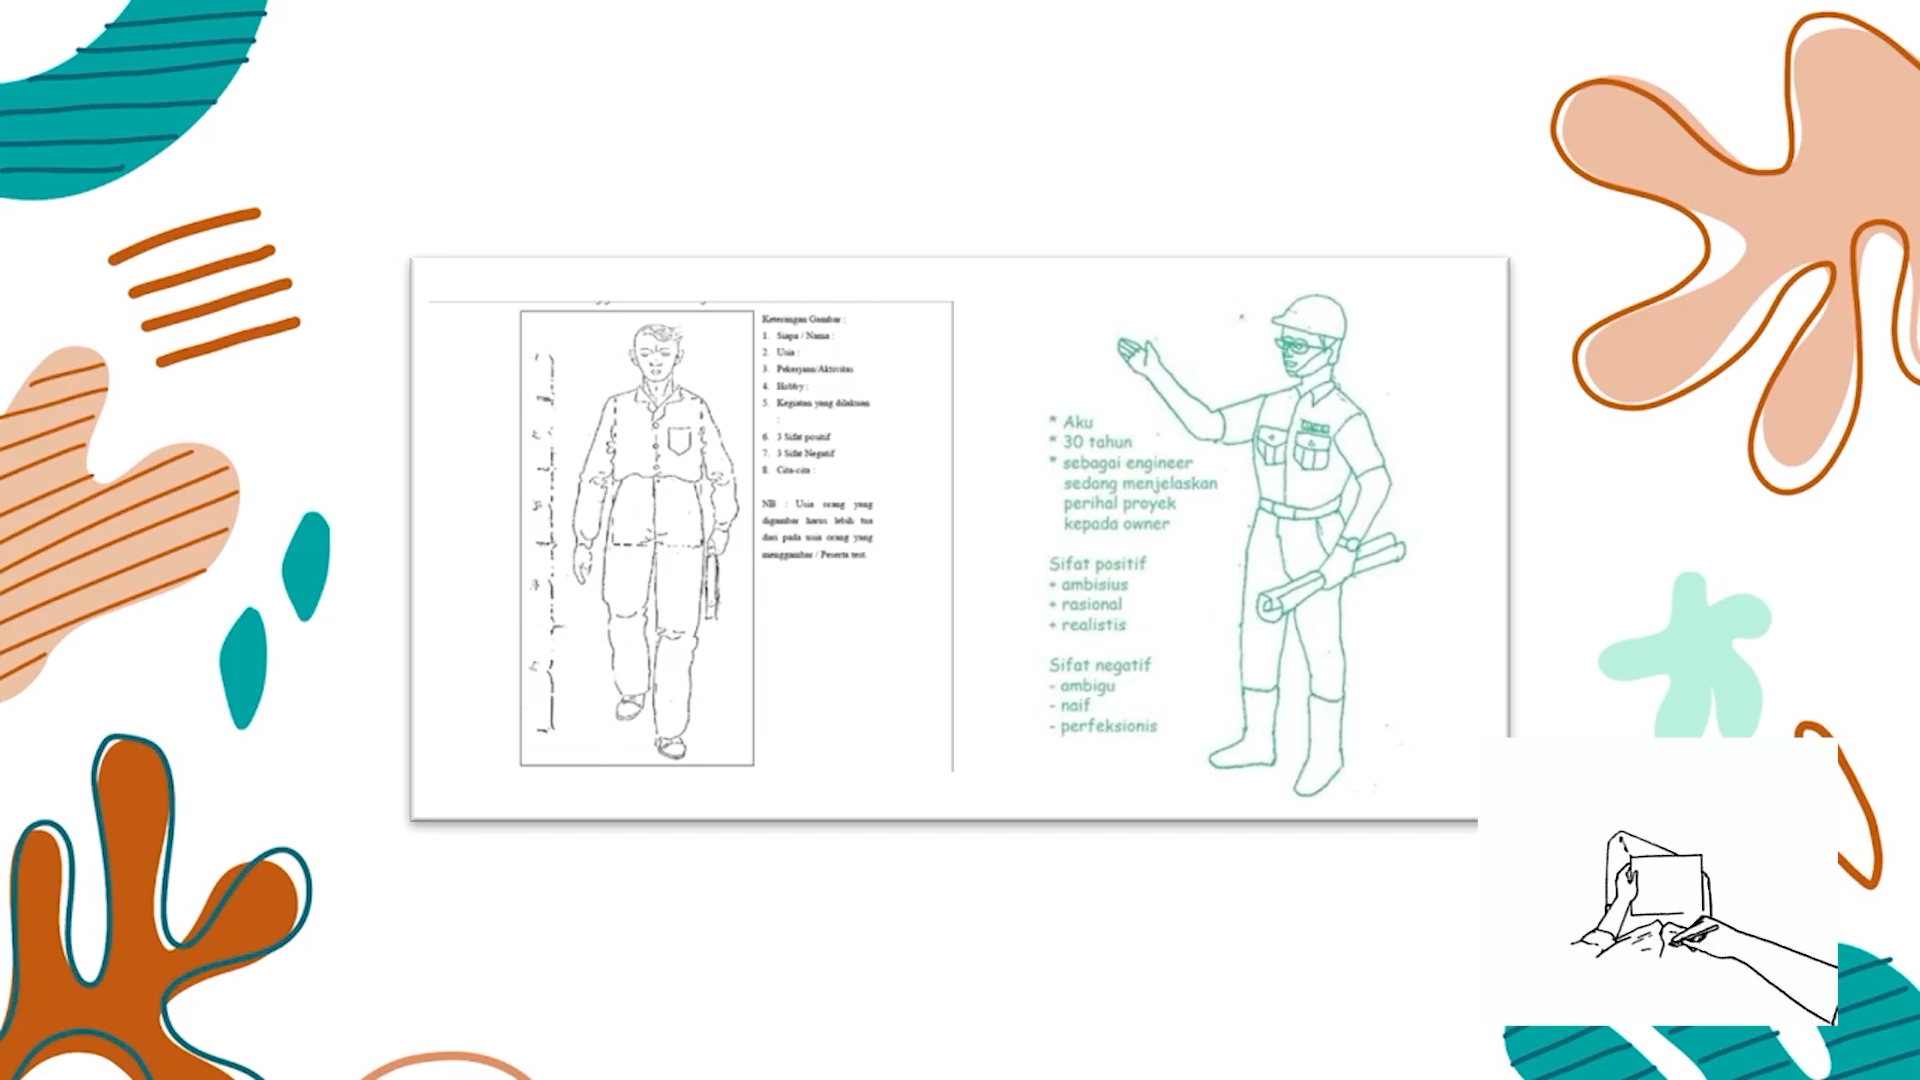 Keterangan Gambar :
1. Siapa / Nama :
2. Usia :
3. Pekerjaan/Aktivitas
4. Hobby :
5. Kegiatan yang dilakuan
:
6. 3 Sifat positif
7. 3 Sifat Negatif
8. Cita-cita :
NB : Usia orang yang
digambar harus lebih tua
dari pada usia orang yang
menggambar / Peserta test.
* Aku
* 30 tahun
* sebagai engineer
sedang menjelaskan
perihal proyek
kepada owner
Sifat positif
+ ambisius
+ rasional
+ realistis
Sifat negatif
- ambigu
- naif
- perfeksionis